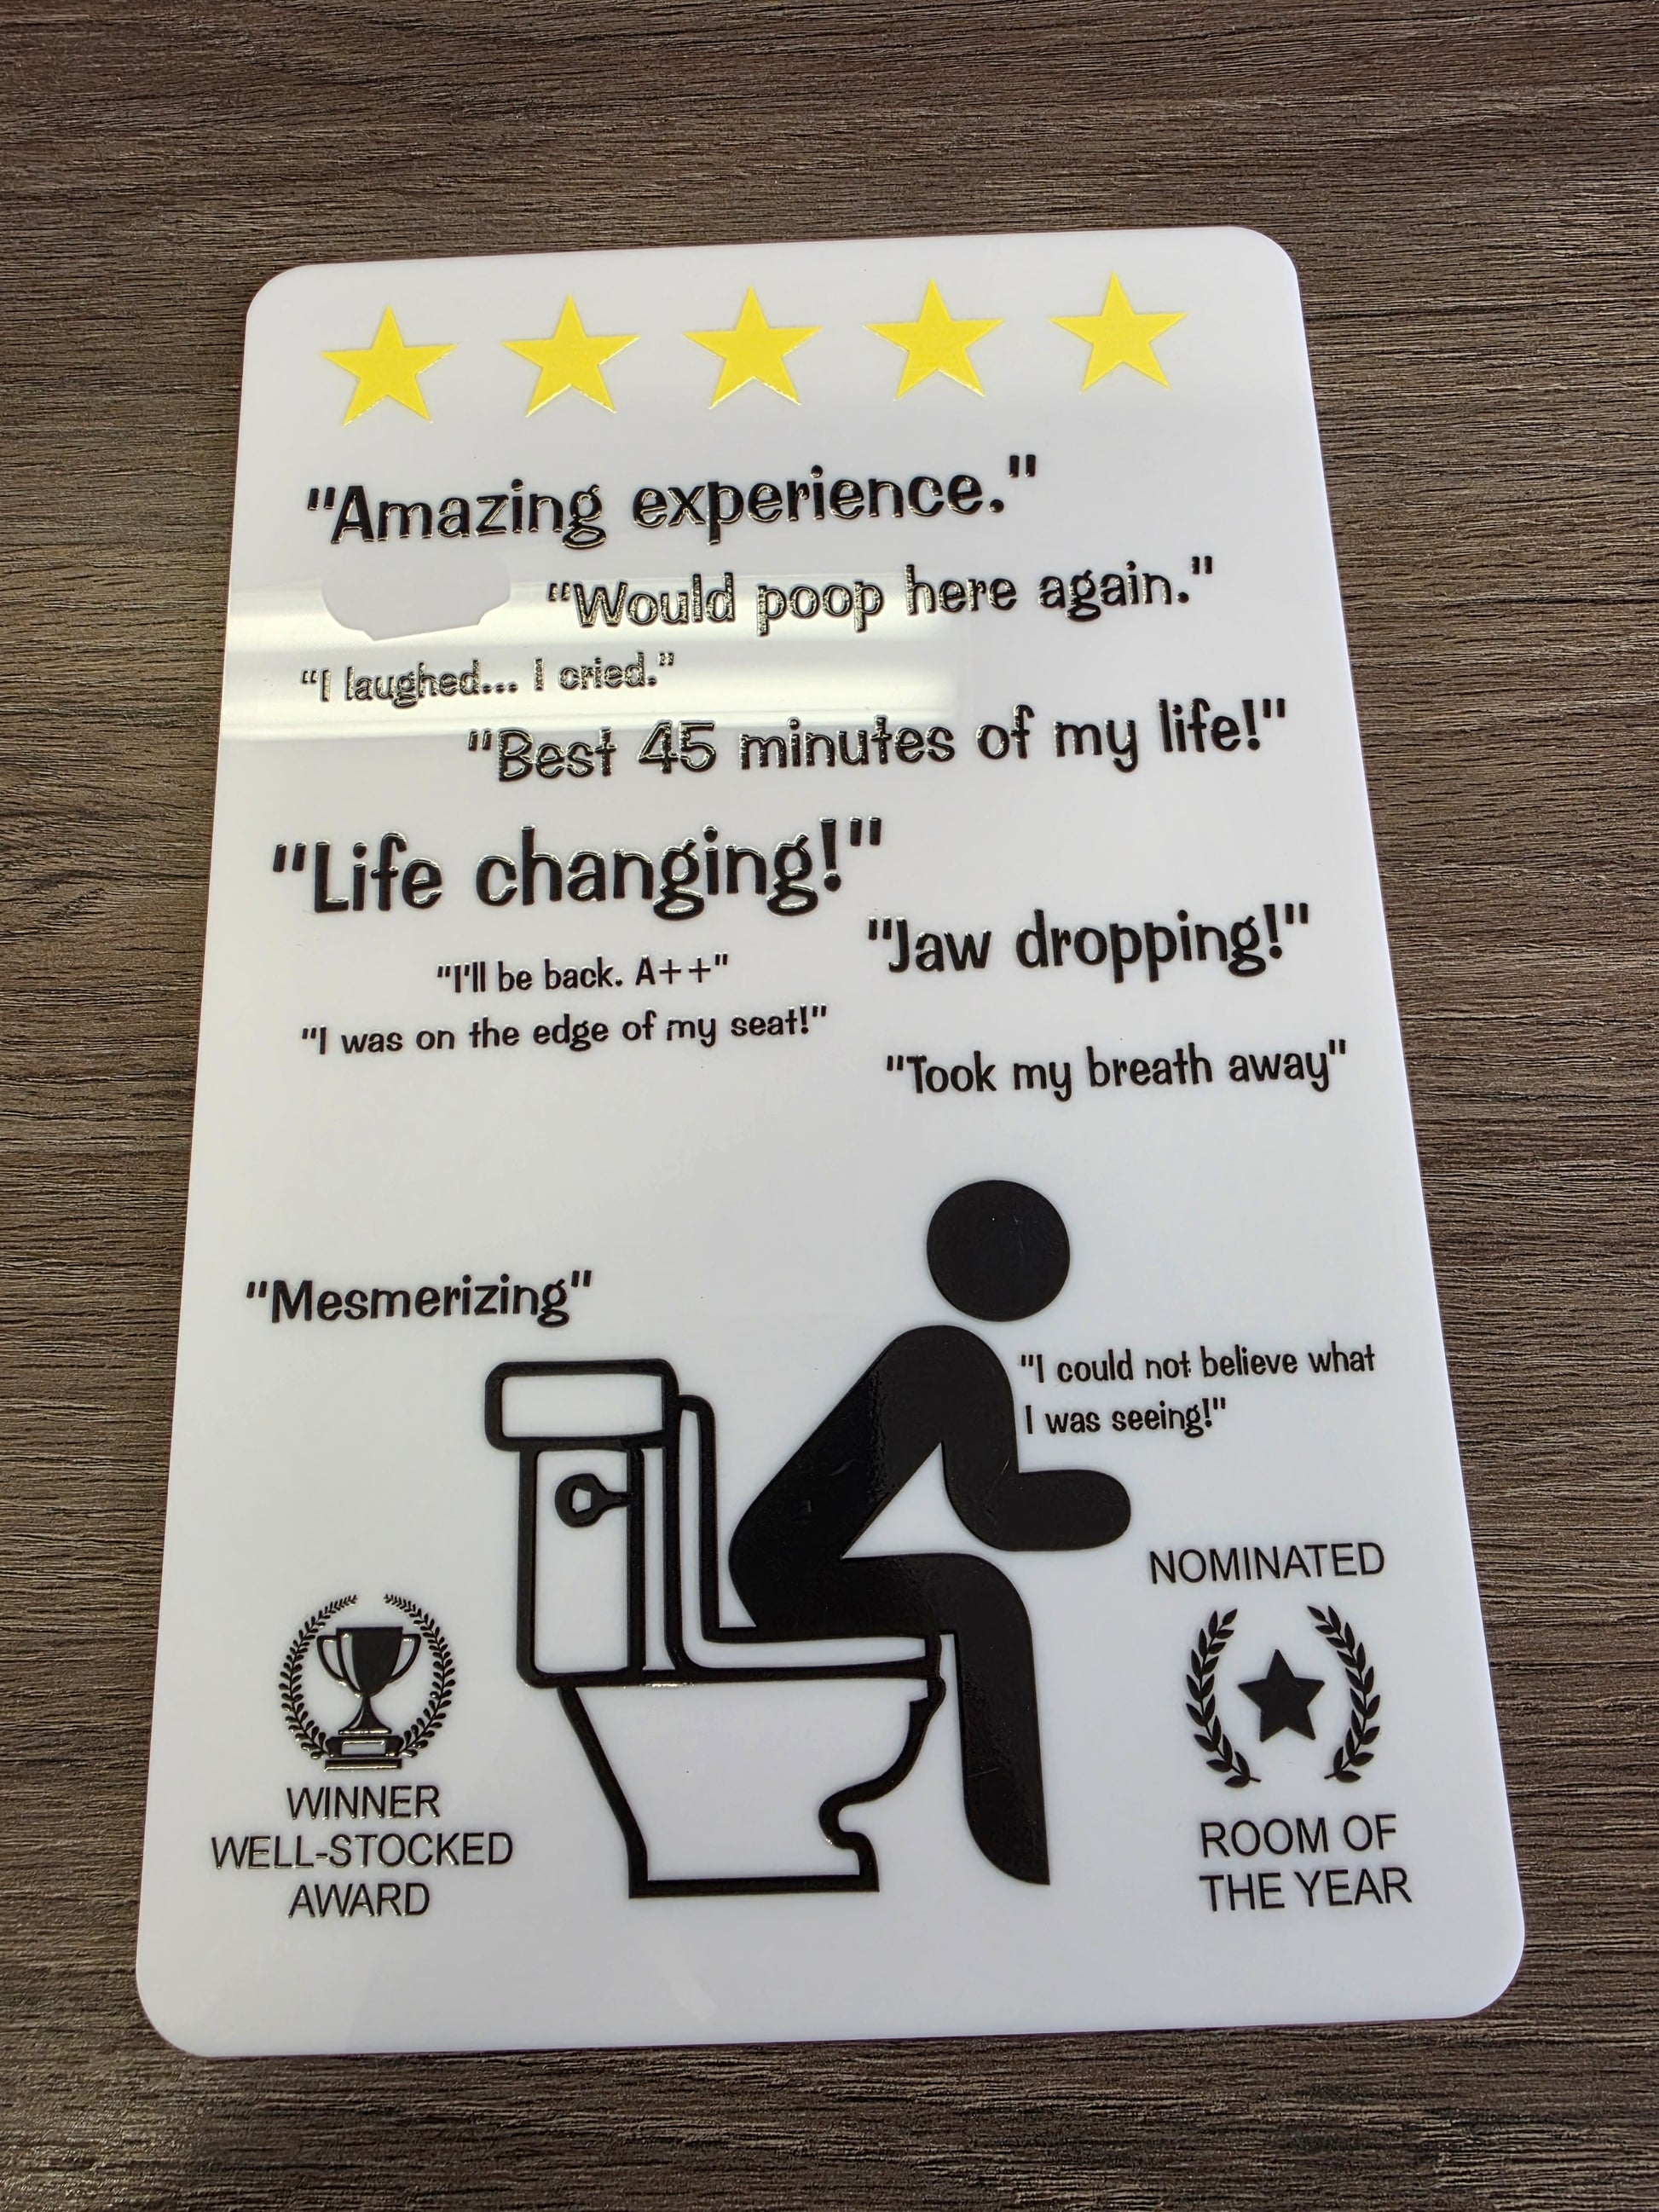 "Amazing experience."
"Would poop here again."
"I laughed... I cried."
"Best 45 minutes of my life!"
"Life changing!"
"Jaw dropping!"
"I'll be back. A++"
"I was on the edge of my seat!"
"Took my breath away"
"Mesmerizing"
"I could not believe what
I was seeing!"
WINNER
WELL-STOCKED
AWARD
NOMINATED
ROOM OF
THE YEAR